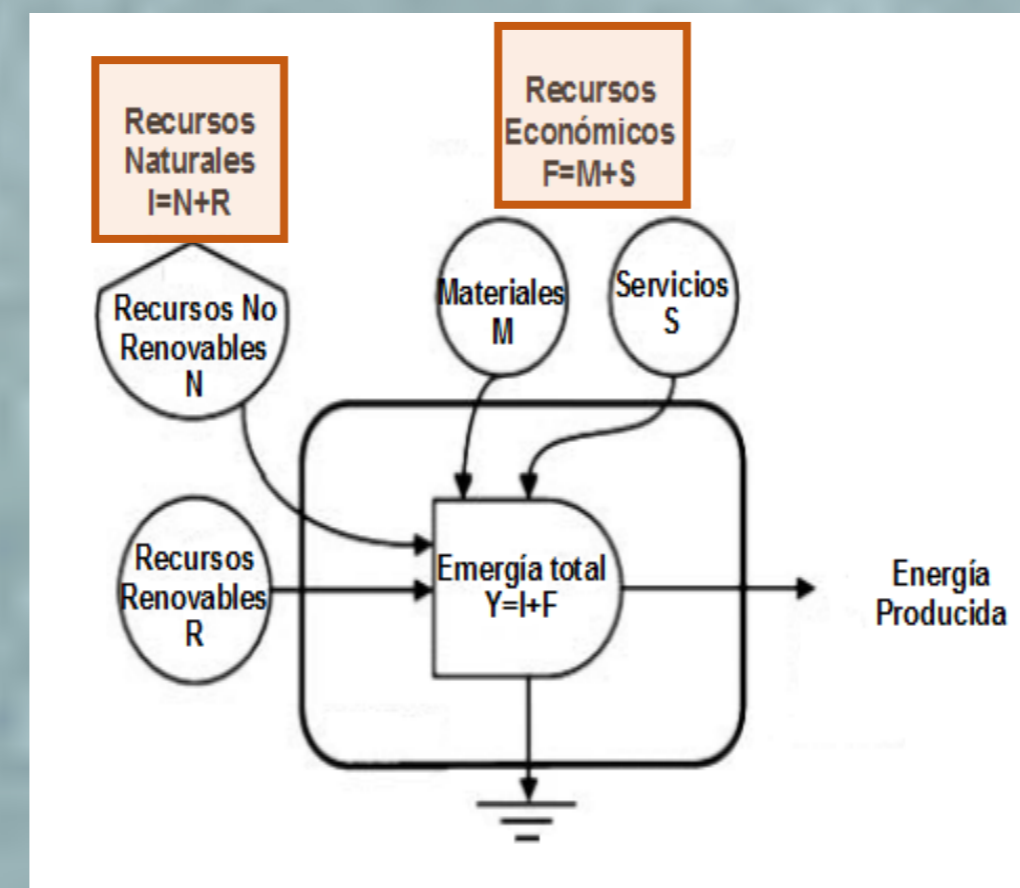 Recursos
Naturales
I=N+R
Recursos
Económicos
F=M+S
Recursos No
Renovables
N
Materiales
M
Servicios
S
Recursos
Renovables
R
Emergía total
Y=I+F
Energía
Producida